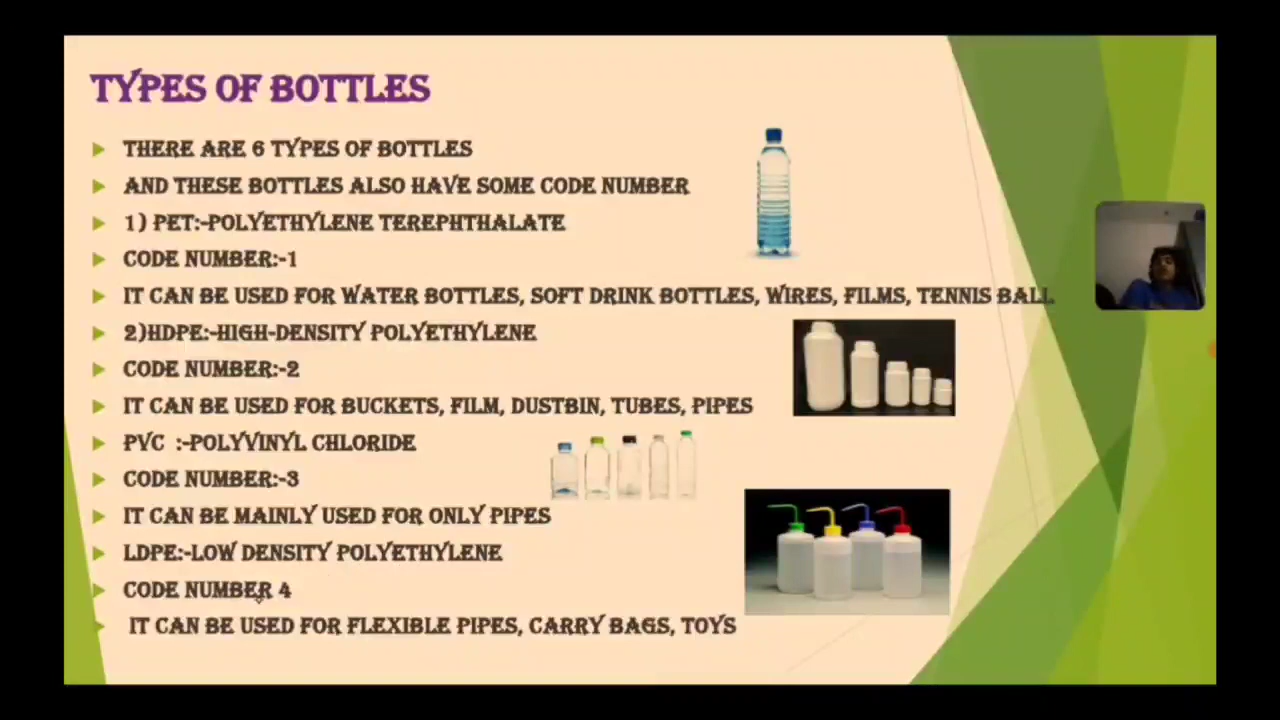 TYPES OF BOTTLES
THERE ARE 6 TYPES OF BOTTLES
AND THESE BOTTLES ALSO HAVE SOME CODE NUMBER
1) PET:-POLYETHYLENE TEREPHTHALATE
CODE NUMBER:-1
IT CAN BE USED FOR WATER BOTTLES, SOFT DRINK BOTTLES, WIRES, FILMS, TENNIS BALL
2)HDPE:-HIGH-DENSITY POLYETHYLENE
CODE NUMBER:-2
IT CAN BE USED FOR BUCKETS, FILM, DUSTBIN, TUBES, PIPES
PVC :-POLYVINYL CHLORIDE
CODE NUMBER:-3
IT CAN BE MAINLY USED FOR ONLY PIPES
LDPE:-LOW DENSITY POLYETHYLENE
CODE NUMBER 4
IT CAN BE USED FOR FLEXIBLE PIPES, CARRY BAGS, TOYS